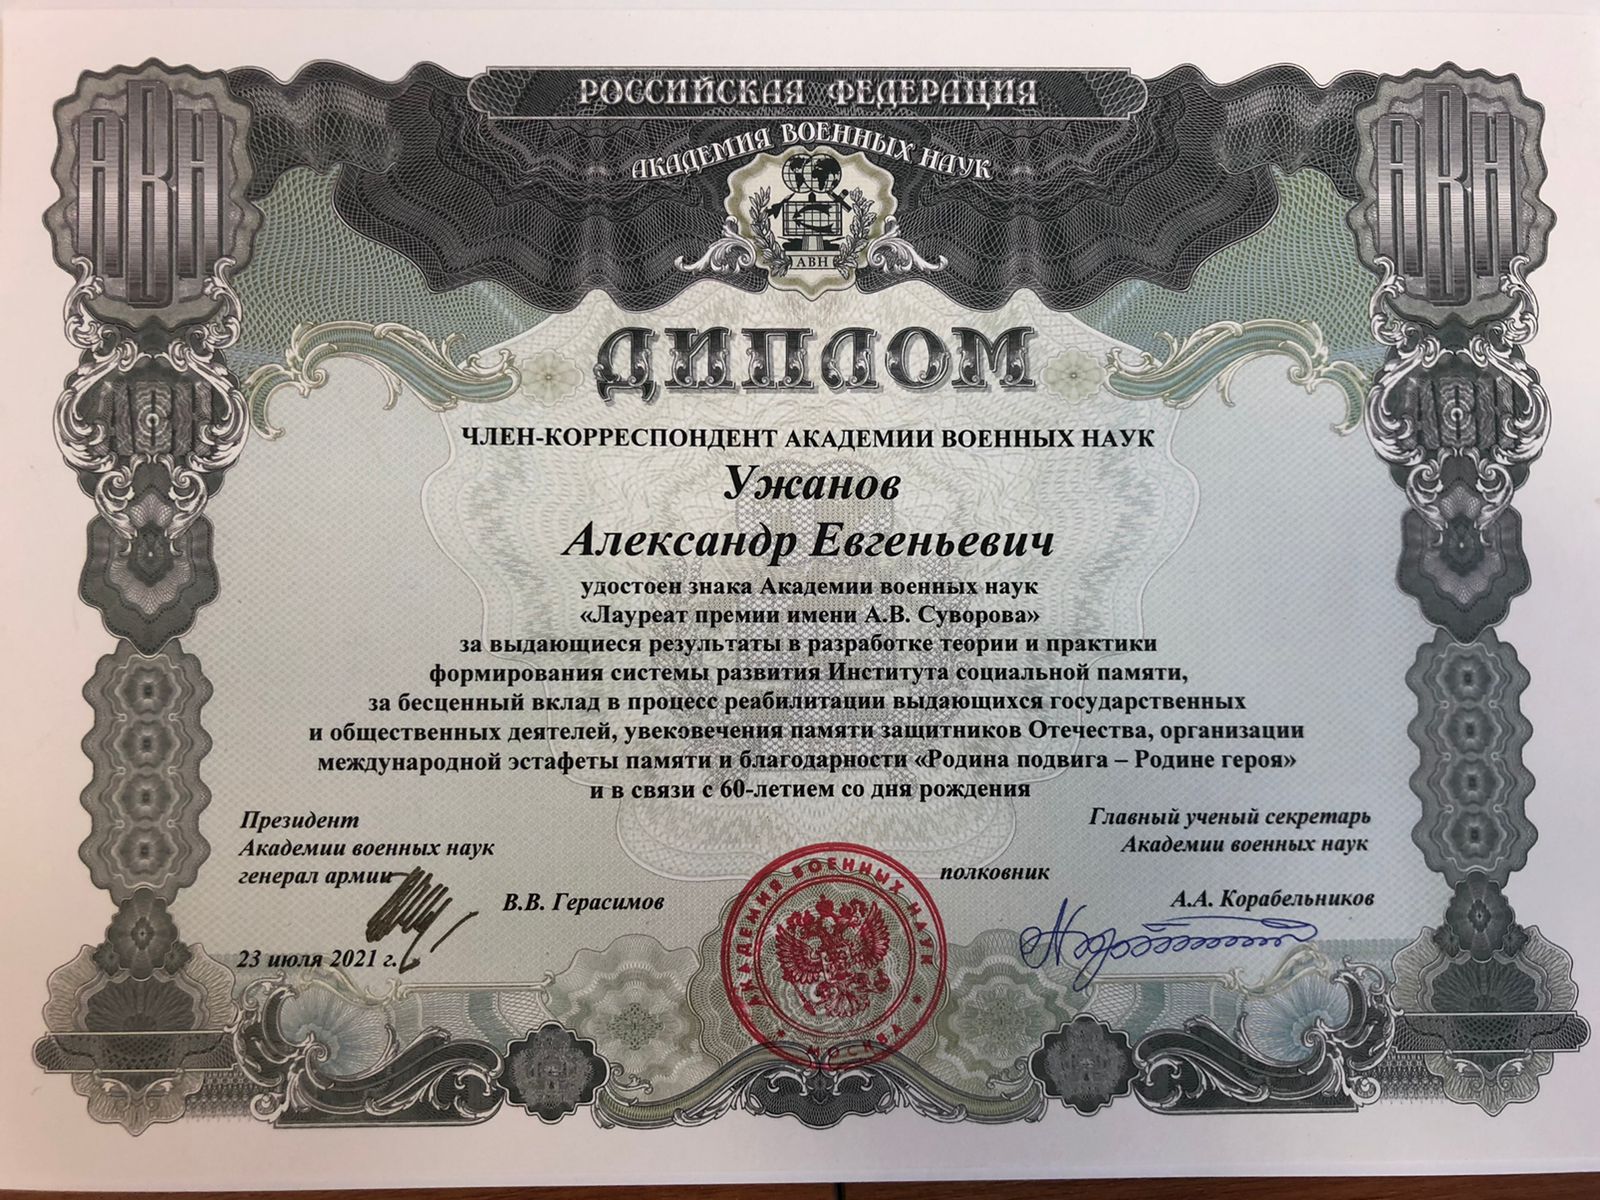 РОССИЙСКАЯ ФЕДЕРАЦИЯ
АКАДЕМИЯ ВОЕННЫХ НАУК
АВН
АВН
АВН
АВН
АВН
ДИПЛОМ
ЧЛЕН-КОРРЕСПОНДЕНТ АКАДЕМИИ ВОЕННЫХ НАУК
Ужанов
Александр Евгеньевич
удостоен знака Академии военных наук
«Лауреат премии имени А.В. Суворова»
за выдающиеся результаты в разработке теории и практики
формирования системы развития Института социальной памяти,
за бесценный вклад в процесс реабилитации выдающихся государственных
и общественных деятелей, увековечения памяти защитников Отечества, организации
международной эстафеты памяти и благодарности «Родина подвига – Родине героя»
и в связи с 60-летием со дня рождения
Президент
Академии военных наук
генерал армии
В.В. Герасимов
23 июля 2021 г.
Главный ученый секретарь
Академии военных наук
полковник
А.А. Корабельников
АКАДЕМИЯ ВОЕННЫХ НАУК
* МОСКВА *